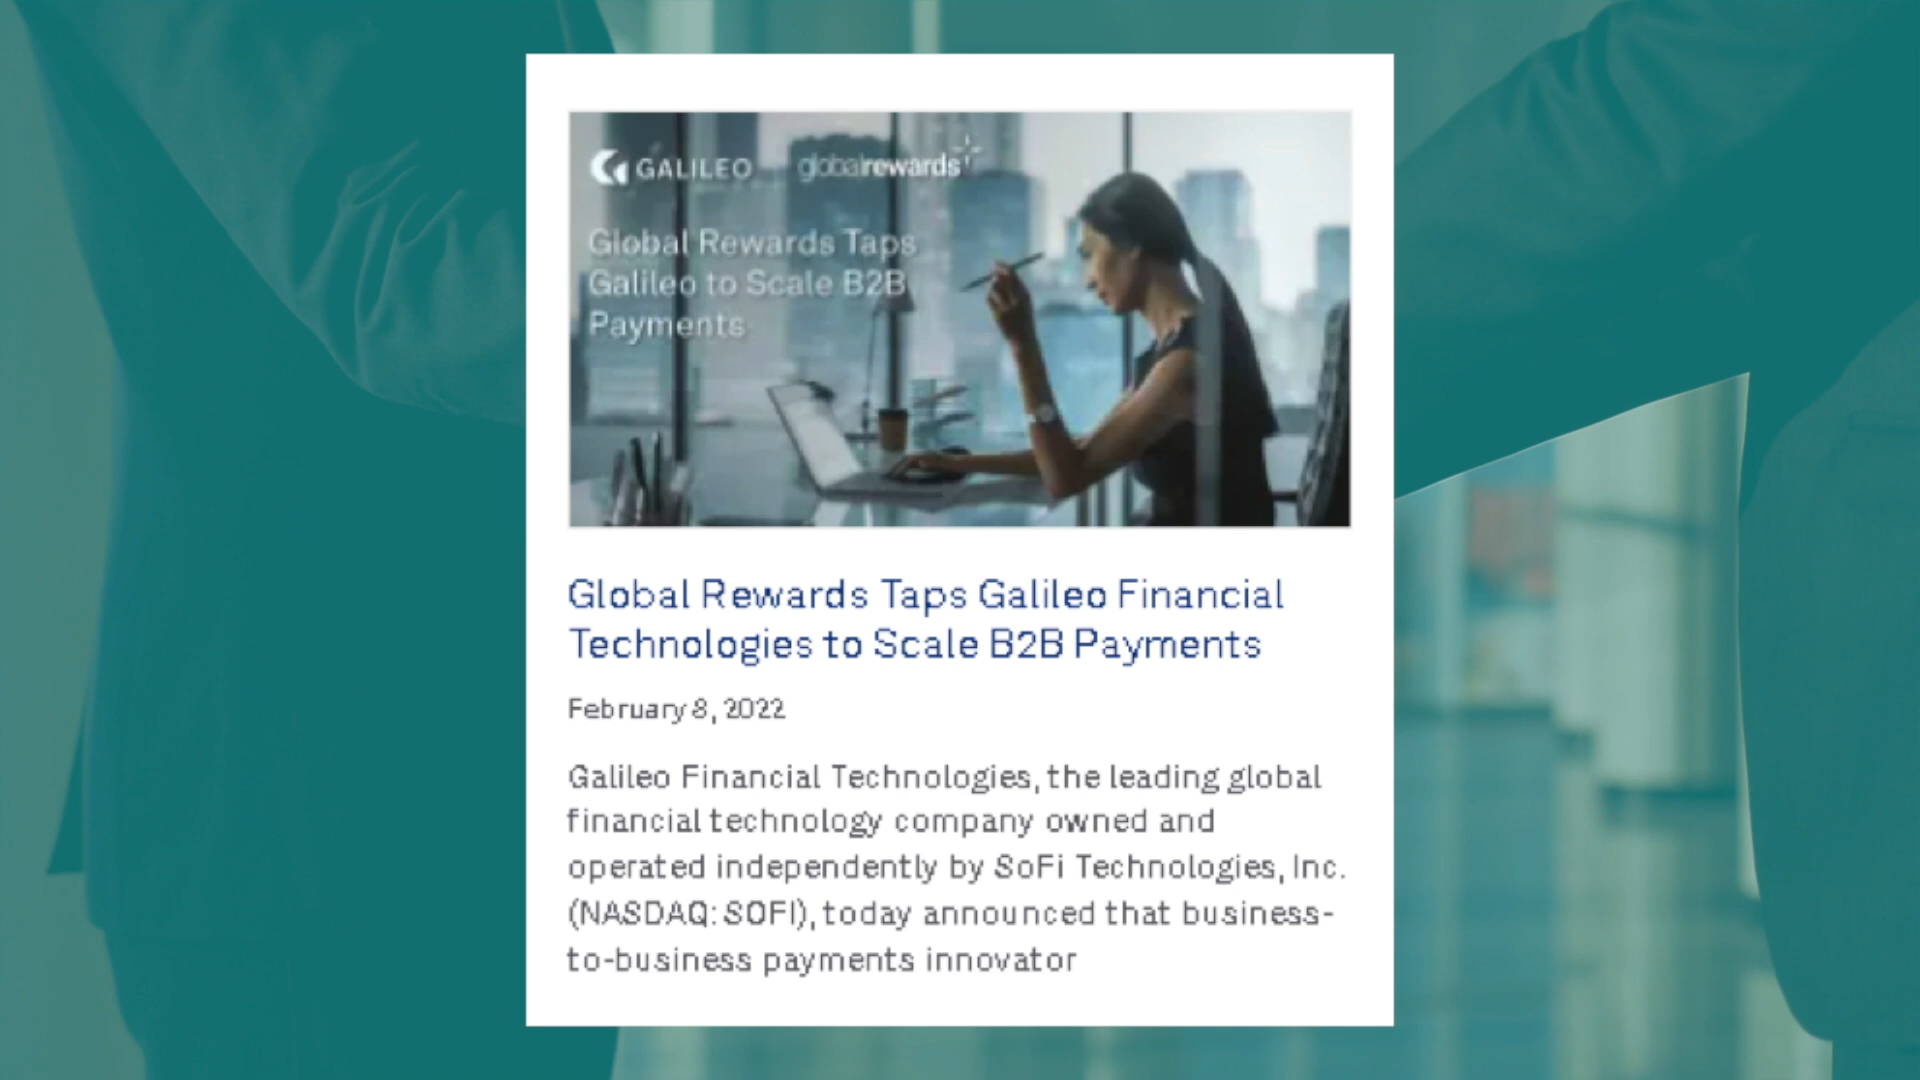 GALILEO globalrewards
Global Rewards Taps
Galileo to Scale B2B
Payments
Global Rewards Taps Galileo Financial
Technologies to Scale B2B Payments
February 8, 2022
Galileo Financial Technologies, the leading global
financial technology company owned and
operated independently by SoFi Technologies, Inc.
(NASDAQ: SOFI), today announced that business-
to-business payments innovator